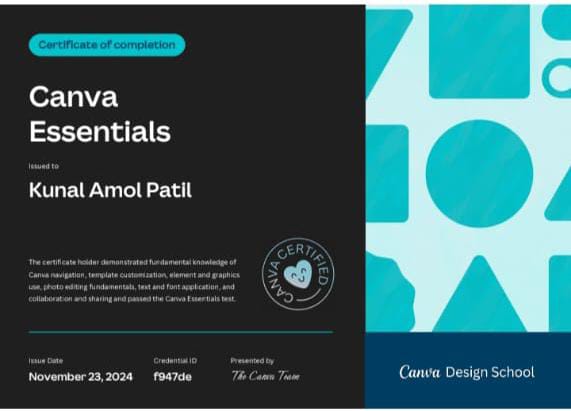 Certificate of completion
Canva
Essentials
Issued to
Kunal Amol Patil
The certificate holder demonstrated fundamental knowledge of
Canva navigation, template customization, element and graphics
use, photo editing fundamentals, text and font application, and
collaboration and sharing and passed the Canva Essentials test.
CANVA CERTIFIED
Issue Date
November 23, 2024
Credential ID
f947de
Presented by
The Canva Team
Canva Design School